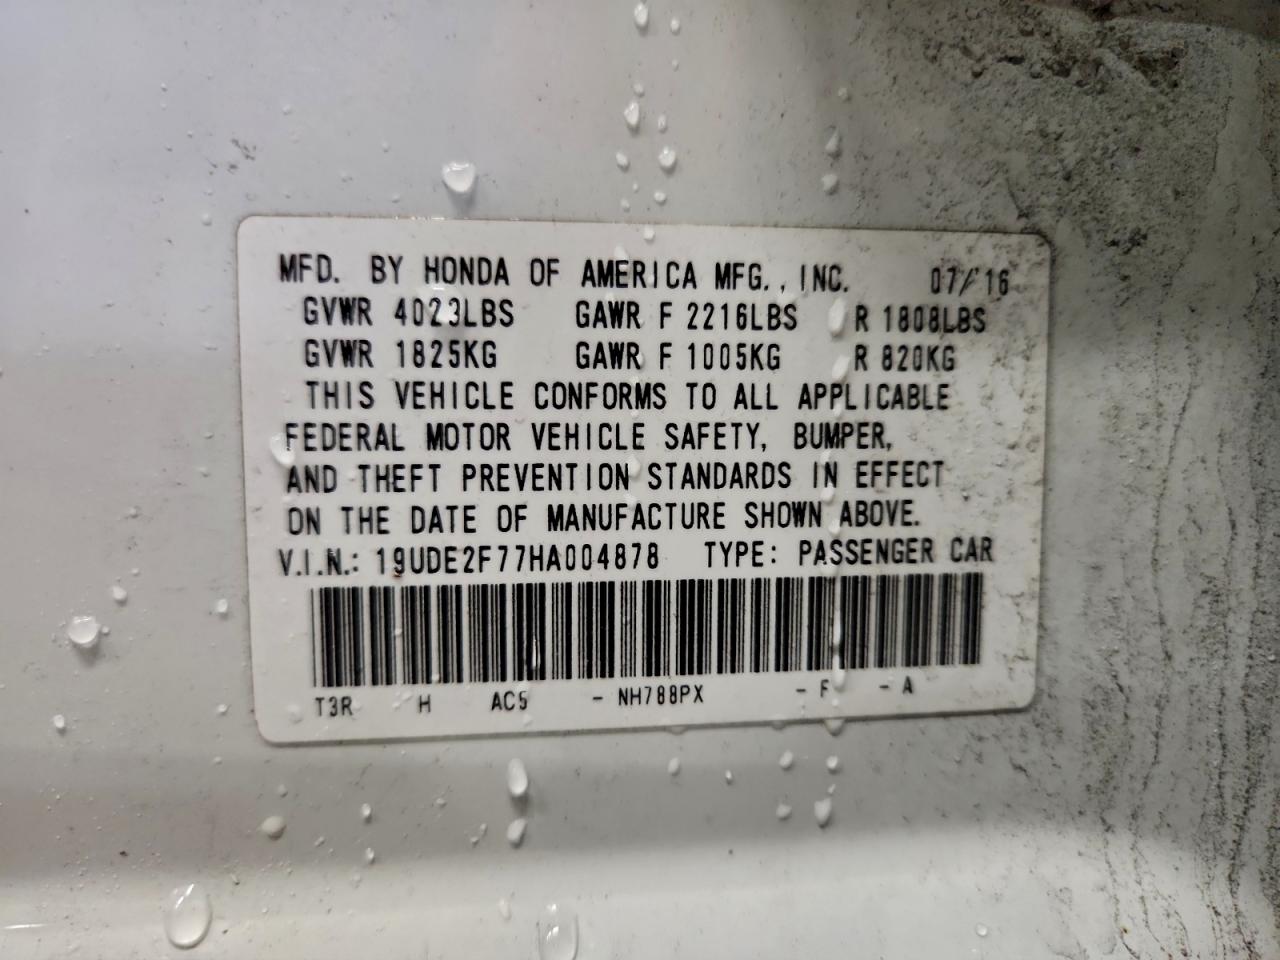 MFD. BY HONDA OF AMERICA MFG., INC. 07/16
GVWR 4023LBS GAWR F 2216LBS R 1808LBS
GVWR 1825KG GAWR F 1005KG R 820KG
THIS VEHICLE CONFORMS TO ALL APPLICABLE
FEDERAL MOTOR VEHICLE SAFETY, BUMPER,
AND THEFT PREVENTION STANDARDS IN EFFECT
ON THE DATE OF MANUFACTURE SHOWN ABOVE.
V.I.N.: 19UDE2F77HA004878 TYPE: PASSENGER CAR
T3R H AC5 - NH788PX - F - A